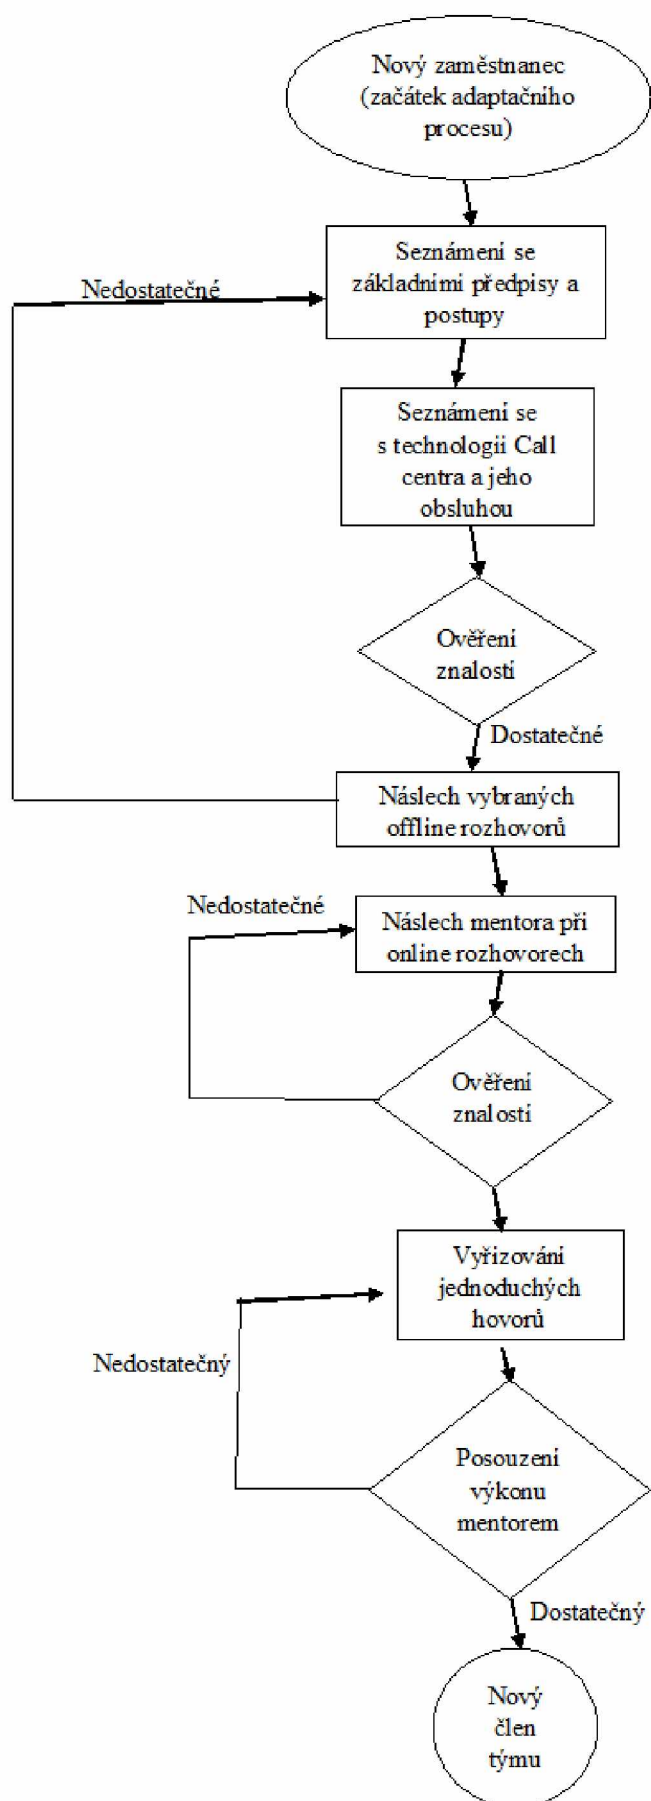 Nový zaměstnanec
(začátek adaptačního
procesu)
Seznámení se
základními předpisy a
postupy
Nedostatečné
Seznámení se
s technologii Call
centra a jeho
obsluhou
Ověření
znalostí
Dostatečné
Náslech vybraných
offline rozhovorů
Nedostatečné
Náslech mentora při
online rozhovorech
Ověření
znalostí
Vyřizování
jednoduchých
hovorů
Nedostatečný
Posouzení
výkonu
mentorem
Dostatečný
Nový
člen
týmu